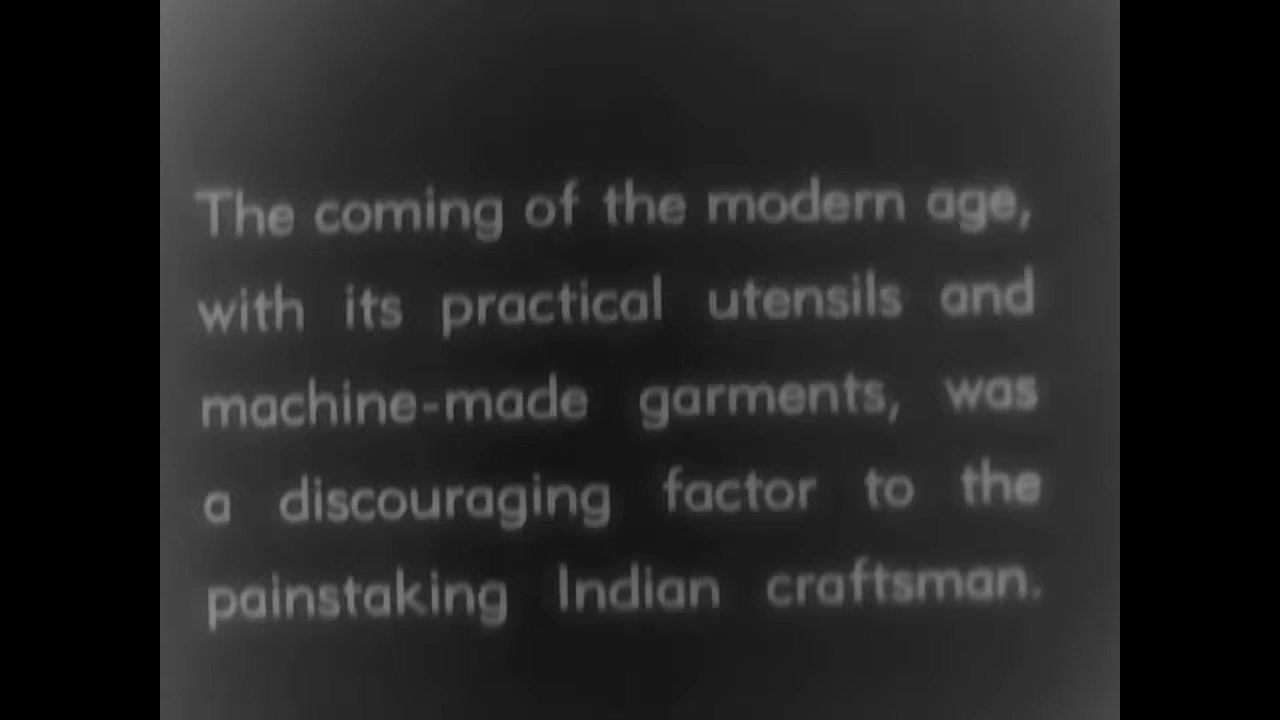 The coming of the modern age,
with its practical utensils and
machine-made garments, was
a discouraging factor to the
painstaking Indian craftsman.